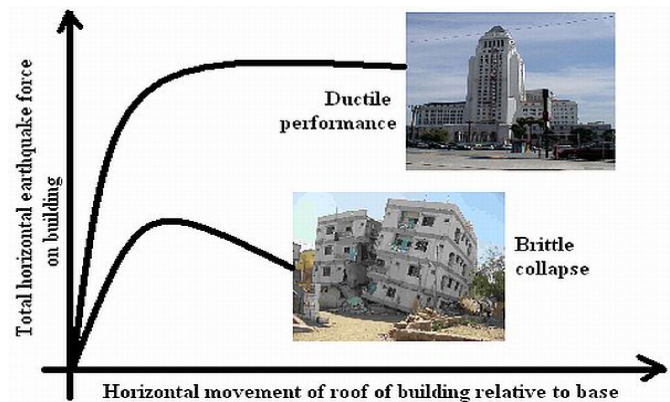 Total horizontal earthquake force
on building
Ductile
performance
Brittle
collapse
Horizontal movement of roof of building relative to base